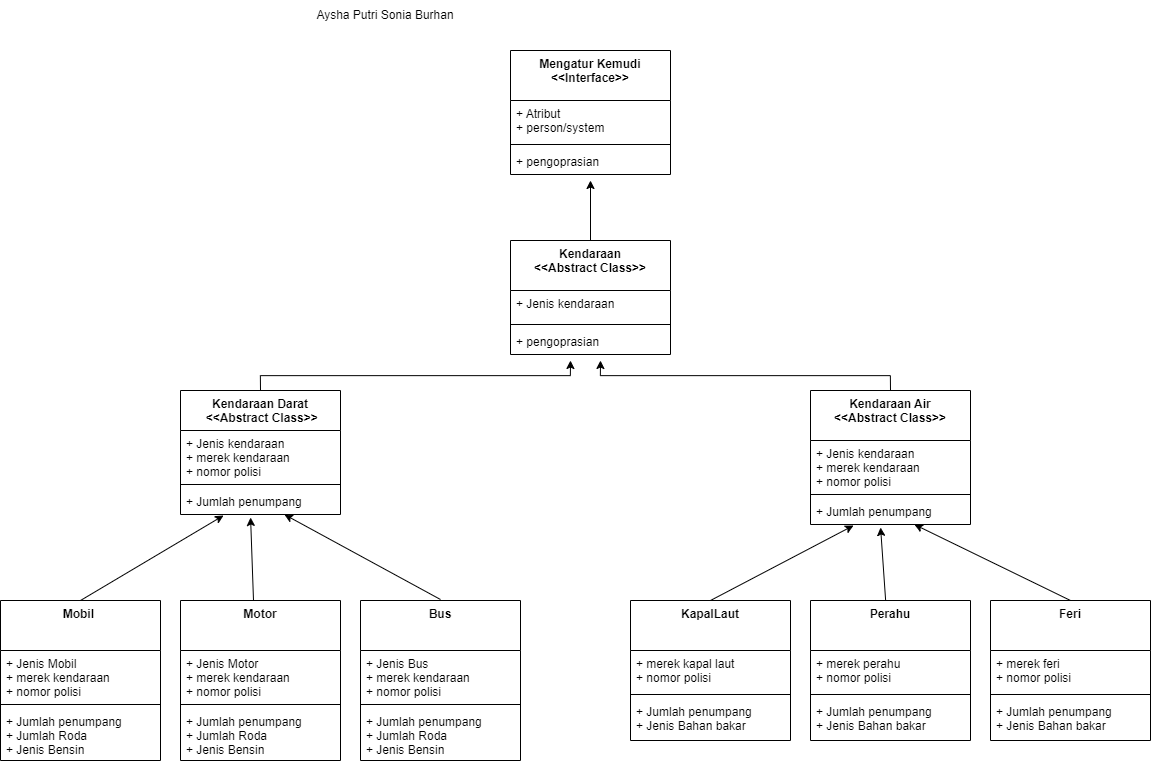 Aysha Putri Sonia Burhan
Mengatur Kemudi
<<Interface>>
+ Atribut
+ person/system
+ pengoprasian
Kendaraan
<<Abstract Class>>
+ Jenis kendaraan
+ pengoprasian
Kendaraan Darat
<<Abstract Class>>
+ Jenis kendaraan
+ merek kendaraan
+ nomor polisi
+ Jumlah penumpang
Kendaraan Air
<<Abstract Class>>
+ Jenis kendaraan
+ merek kendaraan
+ nomor polisi
+ Jumlah penumpang
Mobil
+ Jenis Mobil
+ merek kendaraan
+ nomor polisi
+ Jumlah penumpang
+ Jumlah Roda
+ Jenis Bensin
Motor
+ Jenis Motor
+ merek kendaraan
+ nomor polisi
+ Jumlah penumpang
+ Jumlah Roda
+ Jenis Bensin
Bus
+ Jenis Bus
+ merek kendaraan
+ nomor polisi
+ Jumlah penumpang
+ Jumlah Roda
+ Jenis Bensin
KapalLaut
+ merek kapal laut
+ nomor polisi
+ Jumlah penumpang
+ Jenis Bahan bakar
Perahu
+ merek perahu
+ nomor polisi
+ Jumlah penumpang
+ Jenis Bahan bakar
Feri
+ merek feri
+ nomor polisi
+ Jumlah penumpang
+ Jenis Bahan bakar